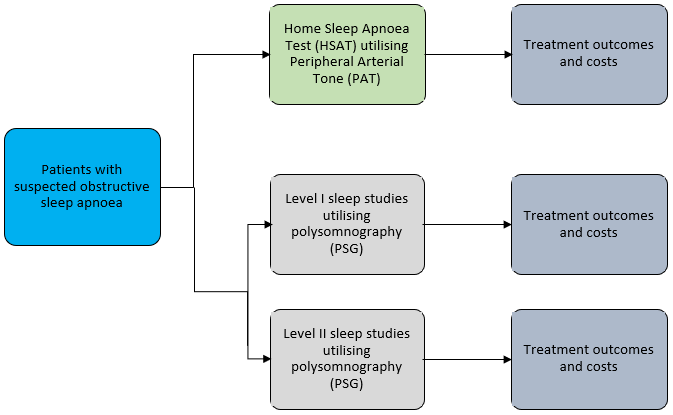 Home Sleep Apnoea
Test (HSAT) utilising
Peripheral Arterial
Tone (PAT)
Treatment outcomes
and costs
Patients with
suspected obstructive
sleep apnoea
Level I sleep studies
utilising
polysomnography
(PSG)
Treatment outcomes
and costs
Level II sleep studies
utilising
polysomnography
(PSG)
Treatment outcomes
and costs